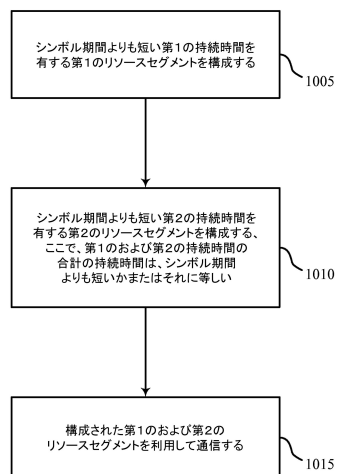 シンボル期間よりも短い第1の持続時間を
有する第1のリソースセグメントを構成する
1005
シンボル期間よりも短い第2の持続時間を
有する第2のリソースセグメントを構成する、
ここで、第1のおよび第2の持続時間の
合計の持続時間は、シンボル期間
よりも短いかまたはそれに等しい
1010
構成された第1のおよび第2の
リソースセグメントを利用して通信する
1015